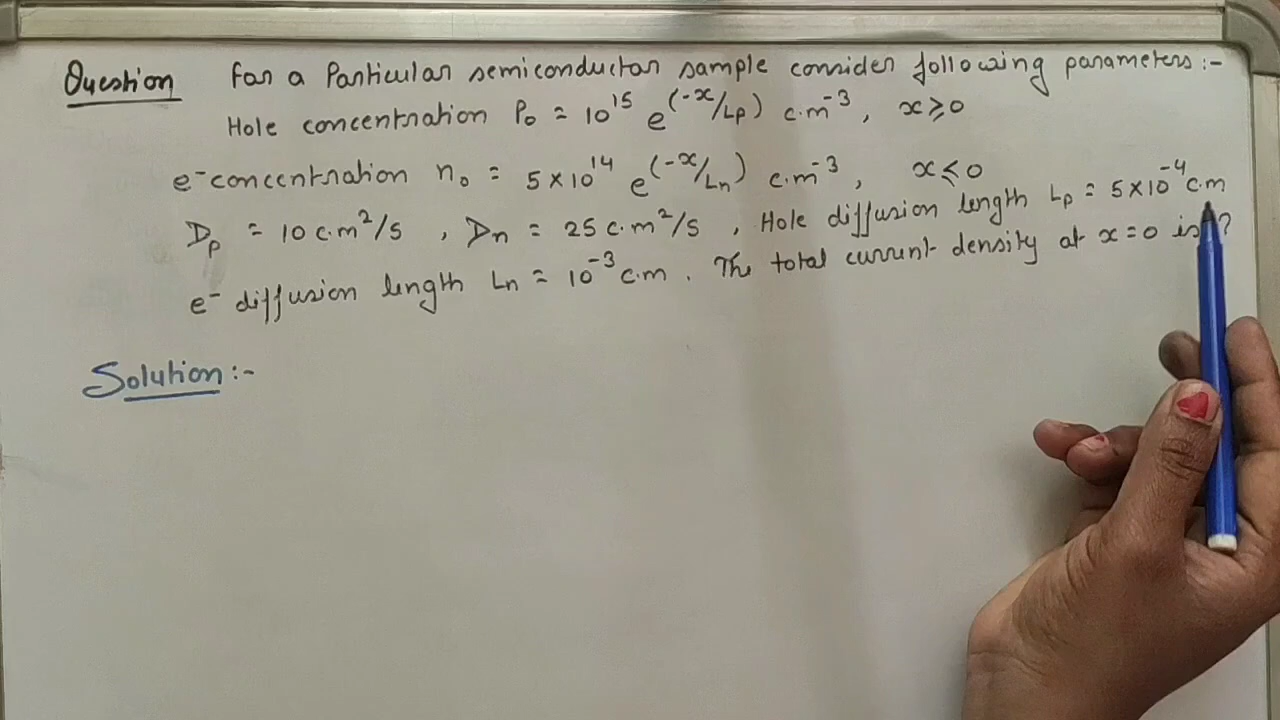 Question For a Particular semiconductor sample consider following parameters:-
Hole concentration P₀ = 10¹⁵ e^(-x/Lp) c.m⁻³, x ≥ 0
e⁻concentration n₀ = 5×10¹⁴ e^(-x/Ln) c.m⁻³, x ≤ 0
Dp = 10 c.m²/s, Dn = 25 c.m²/s, Hole diffusion length Lp = 5×10⁻⁴ c.m
e⁻ diffusion length Ln = 10⁻³ c.m. The total current density at x=0 is?
Solution:-